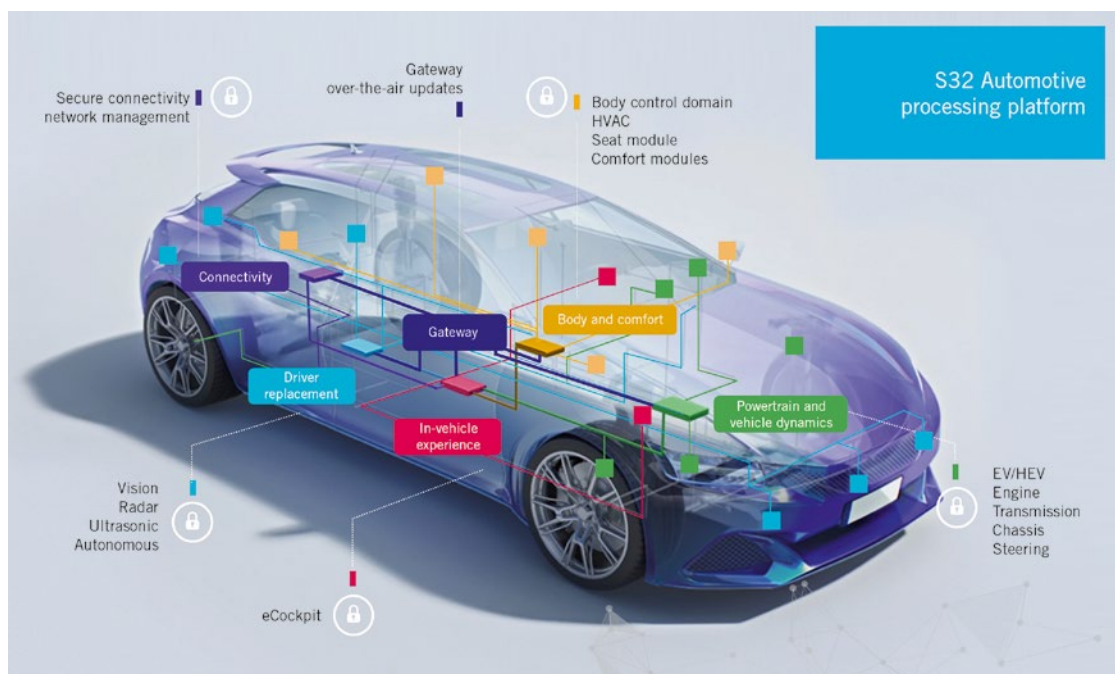 S32 Automotive
processing platform
Secure connectivity
network management
Gateway
over-the-air updates
Body control domain
HVAC
Seat module
Comfort modules
Connectivity
Gateway
Body and comfort
Driver
replacement
In-vehicle
experience
Powertrain and
vehicle dynamics
Vision
Radar
Ultrasonic
Autonomous
eCockpit
EV/HEV
Engine
Transmission
Chassis
Steering